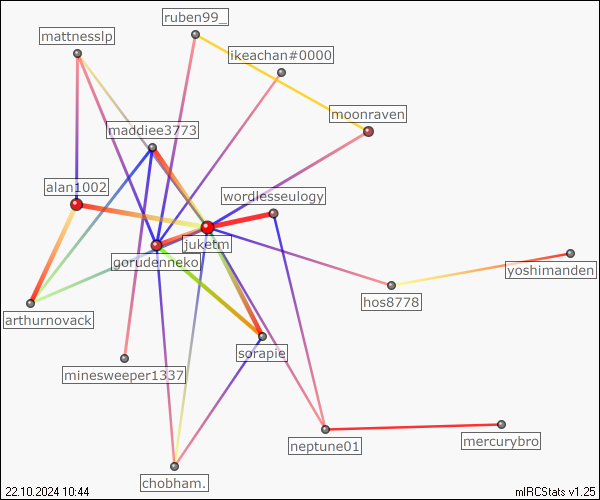 ruben99_
mattnesslp
ikeachan#0000
moonraven
maddiee3773
alan1002
wordlesseulogy
juketm
gorudenneko
yoshimanden
hos8778
arthurnovack
sorapie
minesweeper1337
neptune01
mercurybro
chobham.
22.10.2024 10:44
mIRCStats v1.25